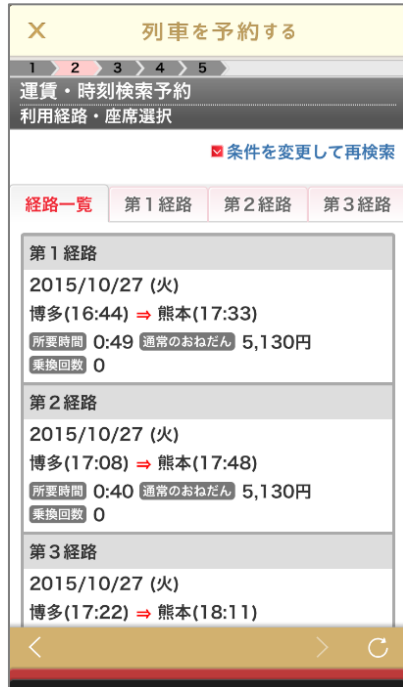 列車を予約する
1 2 3 4 5
運賃・時刻検索予約
利用経路・座席選択
条件を変更して再検索
経路一覧 第1経路 第2経路 第3経路
第1経路
2015/10/27 (火)
博多(16:44) ⇒ 熊本(17:33)
所要時間 0:49 通常のおねだん 5,130円
乗換回数 0
第2経路
2015/10/27 (火)
博多(17:08) ⇒ 熊本(17:48)
所要時間 0:40 通常のおねだん 5,130円
乗換回数 0
第3経路
2015/10/27 (火)
博多(17:22) ⇒ 熊本(18:11)